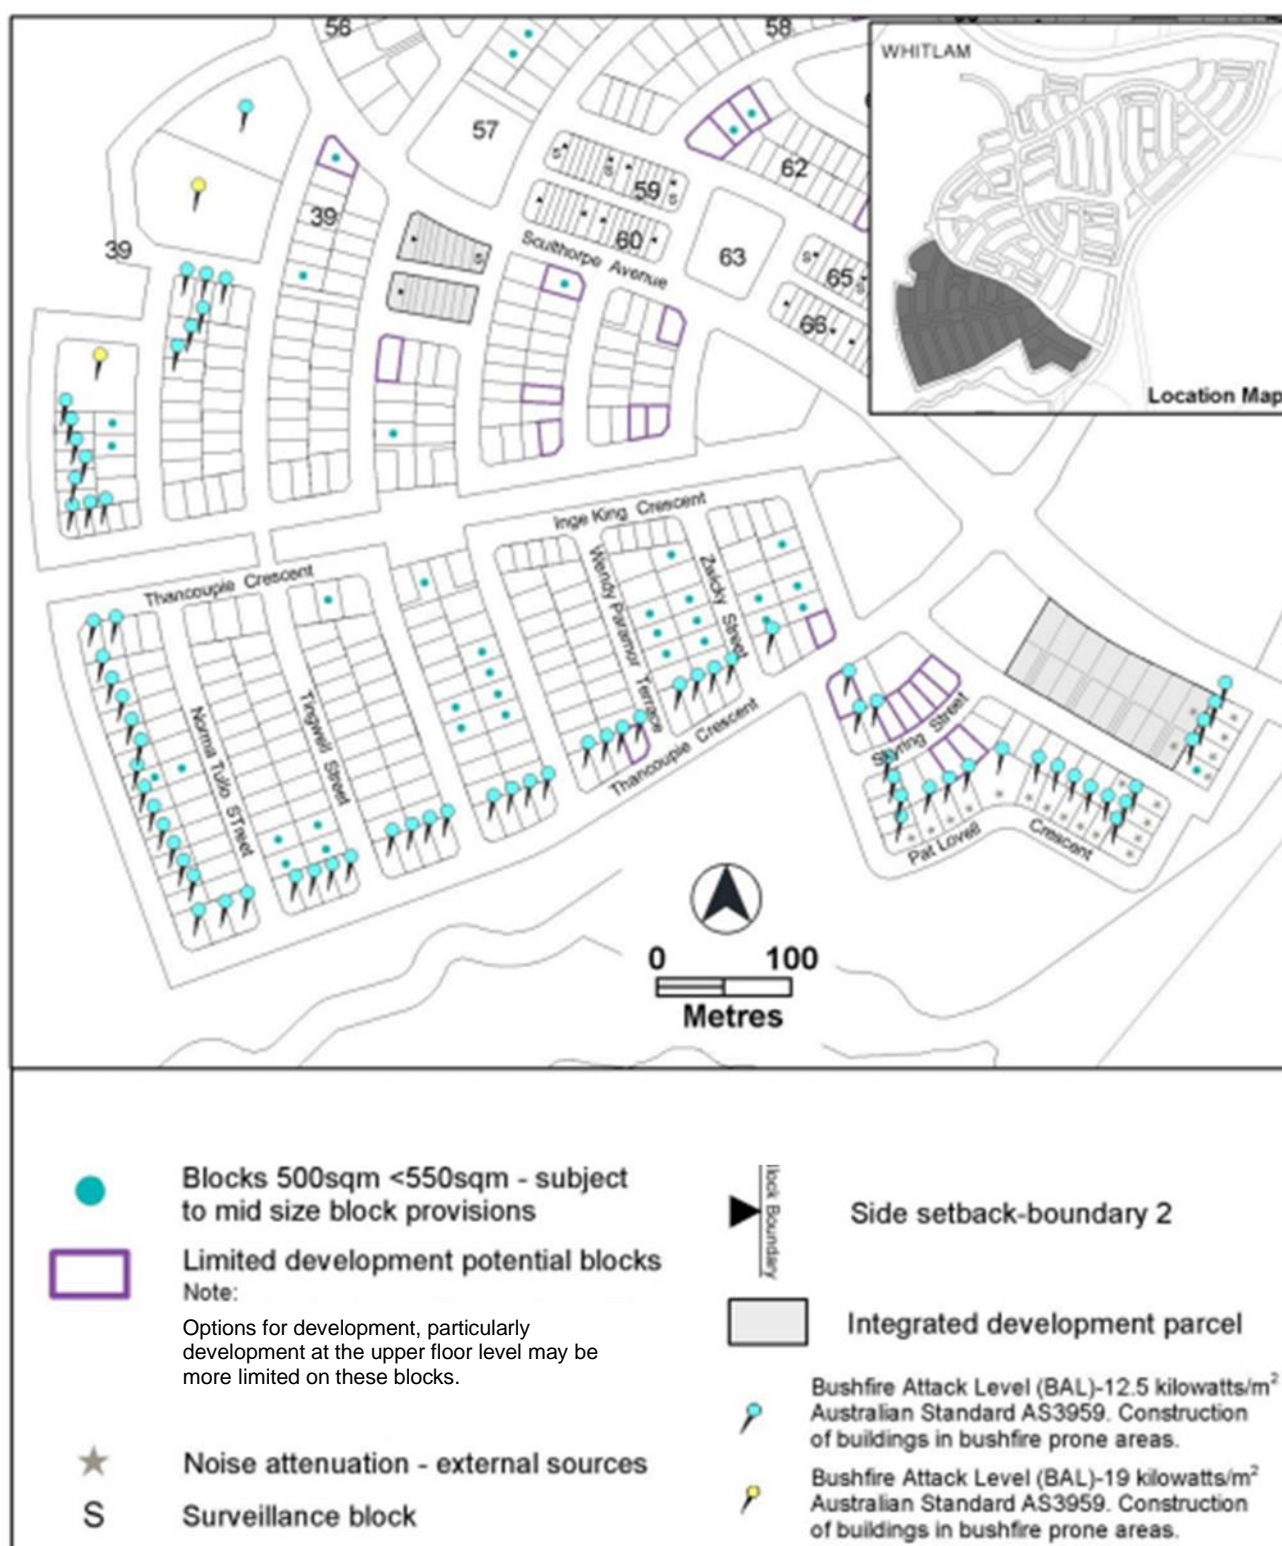 56
58
WHITLAM
57
62
39
S
59
S
S
S
39
60
Sculthorpe Avenue
S
63
S
65
S
66
Location Map
Inge King Crescent
Thancoupie Crescent
Wendy Paramor Terrace
Zwicky Street
Norma Tullo STreet
Tingwell Street
Thancoupie Crescent
Skyring Street
Pat Lovell Crescent
0 100
Metres
Blocks 500sqm <550sqm - subject
to mid size block provisions
Limited development potential blocks
Note:
Options for development, particularly
development at the upper floor level may be
more limited on these blocks.
Noise attenuation - external sources
S Surveillance block
lock Boundary
Side setback-boundary 2
Integrated development parcel
Bushfire Attack Level (BAL)-12.5 kilowatts/m²
Australian Standard AS3959. Construction
of buildings in bushfire prone areas.
Bushfire Attack Level (BAL)-19 kilowatts/m²
Australian Standard AS3959. Construction
of buildings in bushfire prone areas.